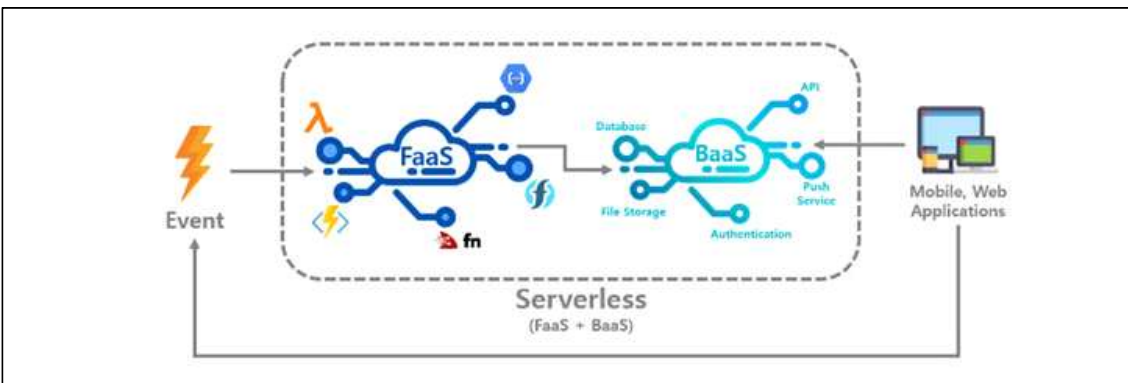 API
Database
FaaS
BaaS
Push
Service
Event
File Storage
fn
Authentication
Mobile, Web
Applications
Serverless
(FaaS + BaaS)